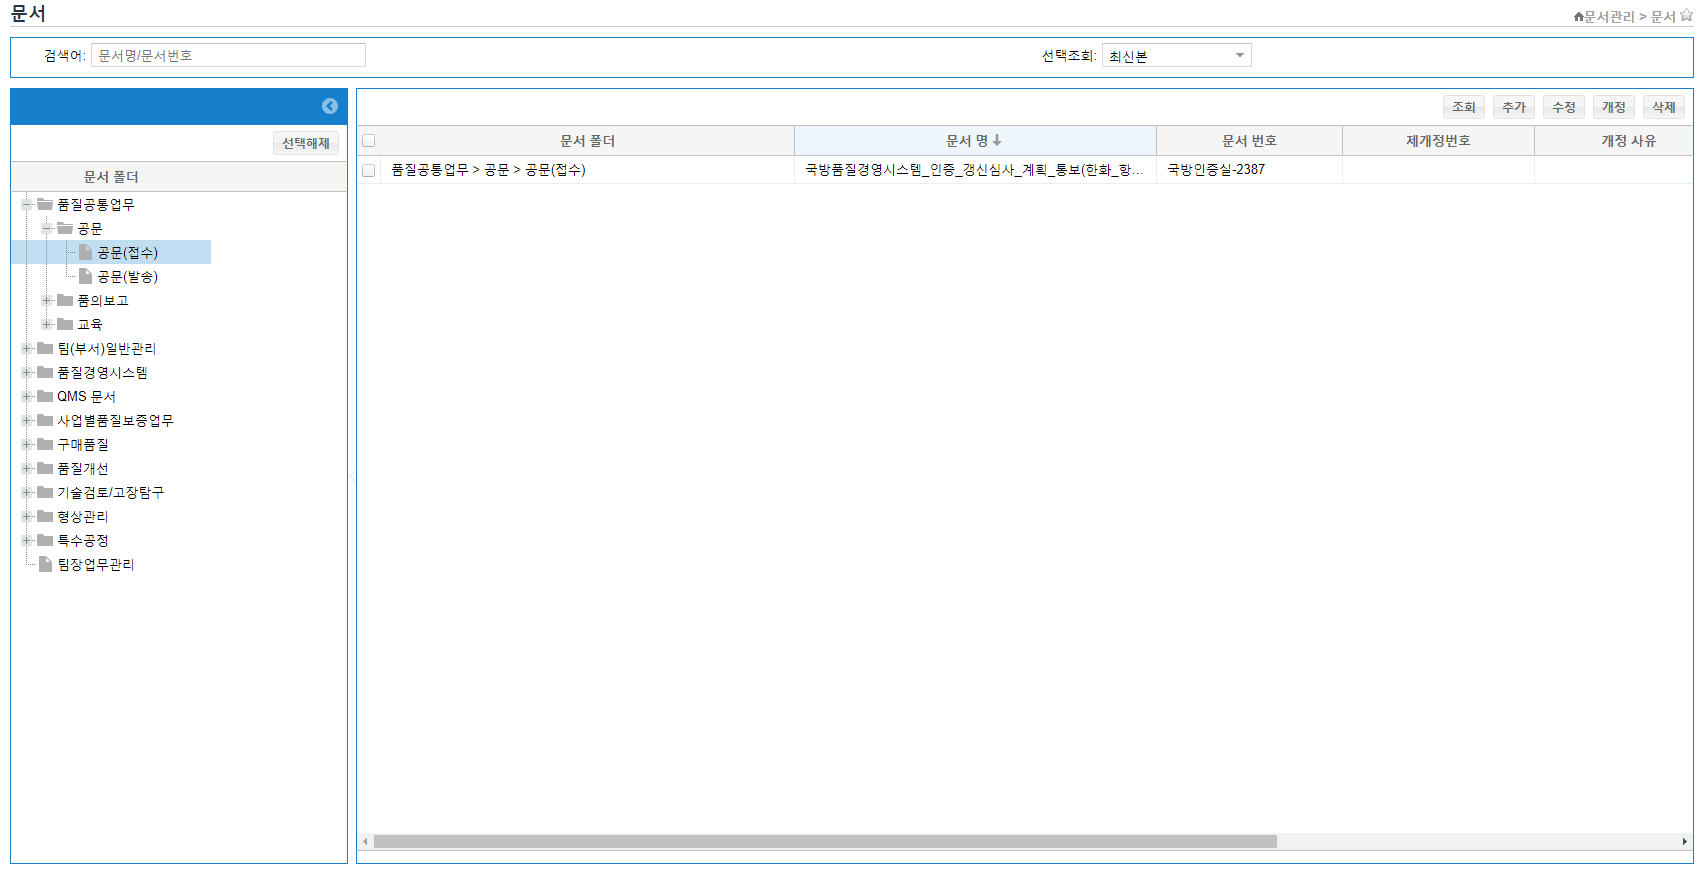 문서
문서관리 > 문서
검색어: 문서명/문서번호
선택조회: 최신본
조회 추가 수정 개정 삭제
선택해제
문서 폴더
품질공통업무
공문
공문(접수)
공문(발송)
품의보고
교육
팀(부서)일반관리
품질경영시스템
QMS 문서
사업별품질보증업무
구매품질
품질개선
기술검토/고장탐구
형상관리
특수공정
팀장업무관리
문서 폴더 문서 명 문서 번호 제개정번호 개정 사유
품질공통업무 > 공문 > 공문(접수) 국방품질경영시스템_인증_갱신심사_계획_통보(한화_항... 국방인증실-2387